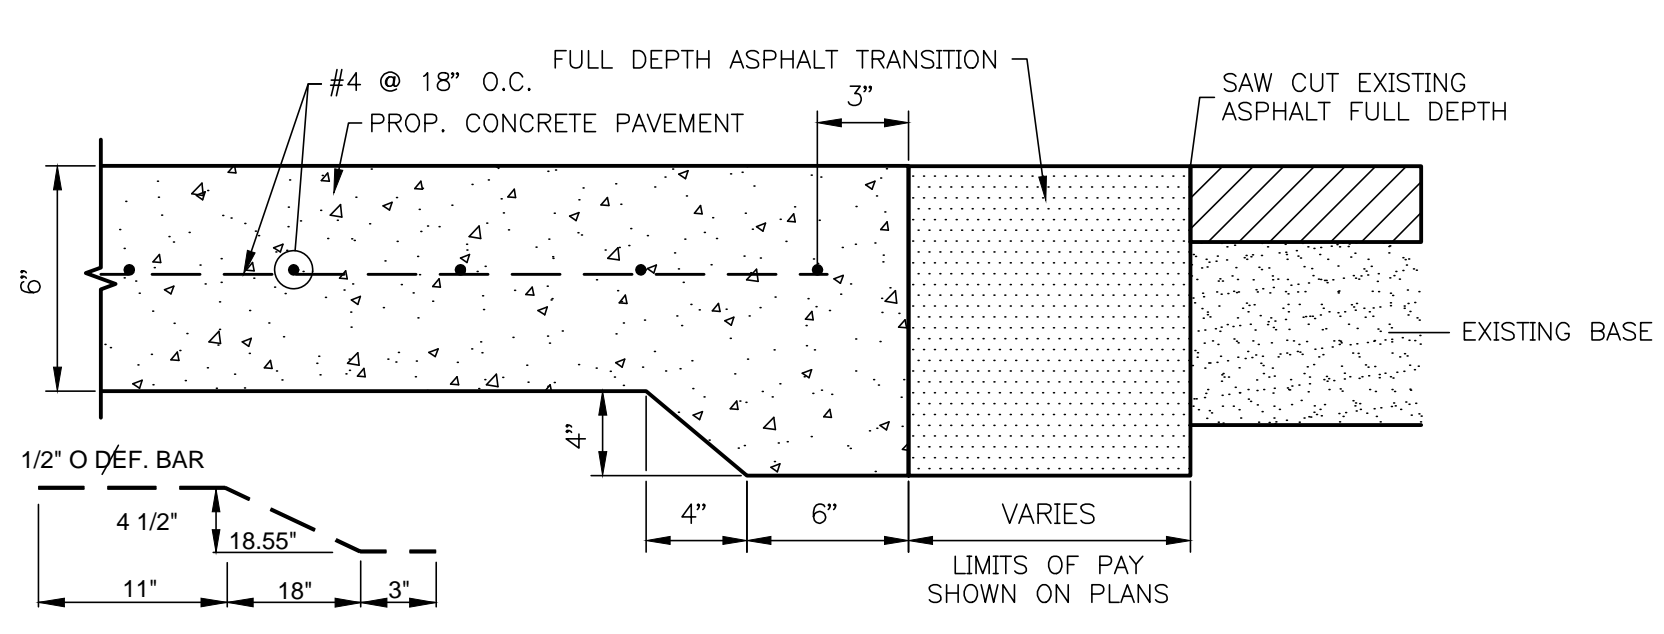 FULL DEPTH ASPHALT TRANSITION
#4 @ 18" O.C.
SAW CUT EXISTING
ASPHALT FULL DEPTH
3"
PROP. CONCRETE PAVEMENT
6"
EXISTING BASE
4"
1/2" O DEF. BAR
4 1/2"
18.55"
11"
18"
3"
4"
6"
VARIES
LIMITS OF PAY
SHOWN ON PLANS